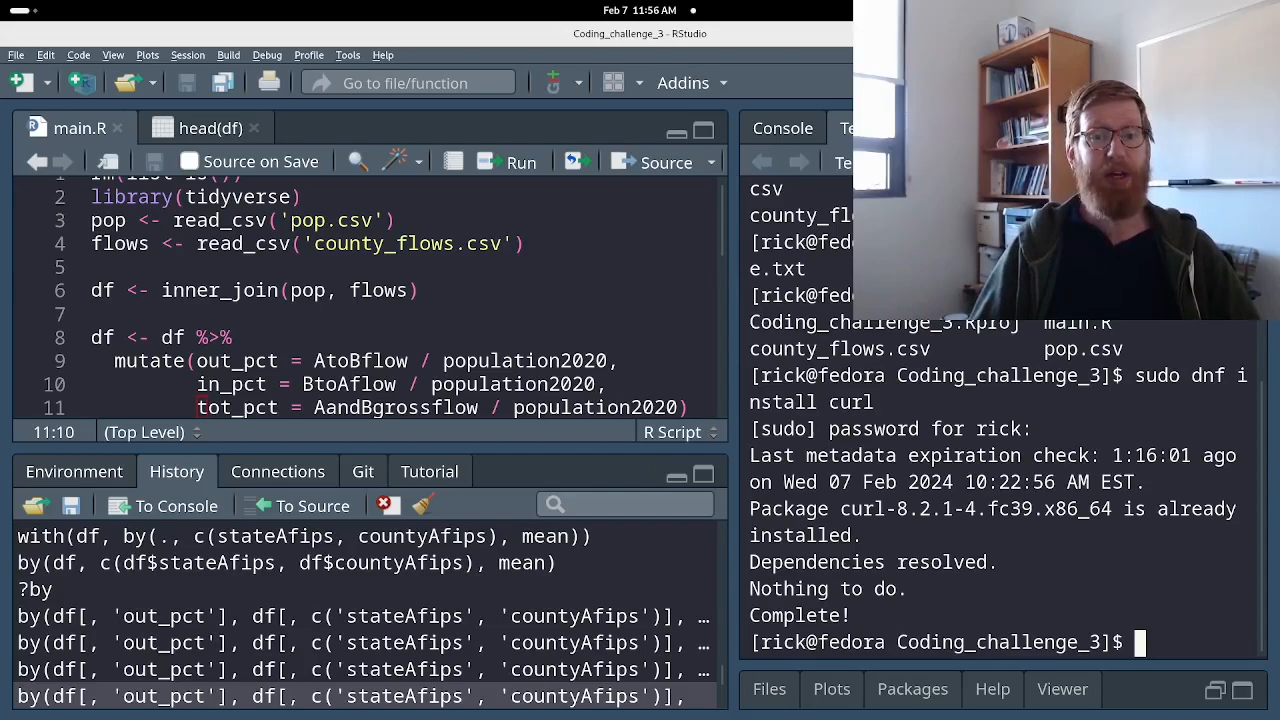 Feb 7 11:56 AM
Coding_challenge_3 - RStudio
File Edit Code View Plots Session Build Debug Profile Tools Help
Go to file/function Addins
main.R head(df)
Source on Save Run Source
2 library(tidyverse)
3 pop <- read_csv('pop.csv')
4 flows <- read_csv('county_flows.csv')
5
6 df <- inner_join(pop, flows)
7
8 df <- df %>%
9 mutate(out_pct = AtoBflow / population2020,
10 in_pct = BtoAflow / population2020,
11 tot_pct = AandBgrossflow / population2020)
11:10 (Top Level) R Script
Environment History Connections Git Tutorial
To Console To Source
with(df, by(., c(stateAfips, countyAfips), mean))
by(df, c(df$stateAfips, df$countyAfips), mean)
?by
by(df[, 'out_pct'], df[, c('stateAfips', 'countyAfips')], …
by(df[, 'out_pct'], df[, c('stateAfips', 'countyAfips')], …
by(df[, 'out_pct'], df[, c('stateAfips', 'countyAfips')], …
by(df[, 'out_pct'], df[, c('stateAfips', 'countyAfips')],
Console
csv
[rick@fed
e.txt
Coding_challenge_3.Rproj main.R
county_flows.csv pop.csv
[rick@fedora Coding_challenge_3]$ sudo dnf i
nstall curl
[sudo] password for rick:
Last metadata expiration check: 1:16:01 ago
on Wed 07 Feb 2024 10:22:56 AM EST.
Package curl-8.2.1-4.fc39.x86_64 is already
installed.
Dependencies resolved.
Nothing to do.
Complete!
[rick@fedora Coding_challenge_3]$
Files Plots Packages Help Viewer